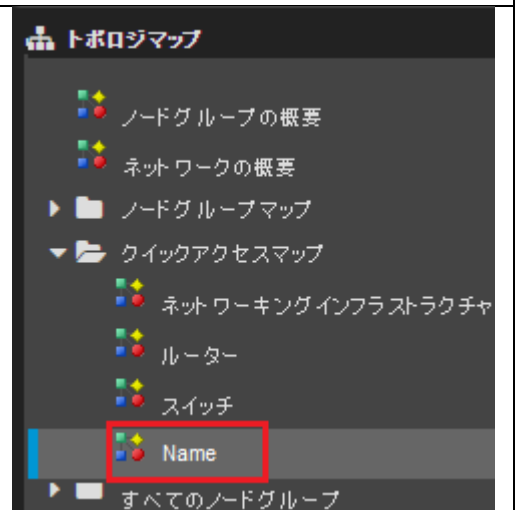 トポロジマップ
ノードグループの概要
ネットワークの概要
ノードグループマップ
クイックアクセスマップ
ネットワーキングインフラストラクチャ
ルーター
スイッチ
Name
すべてのノードグループ